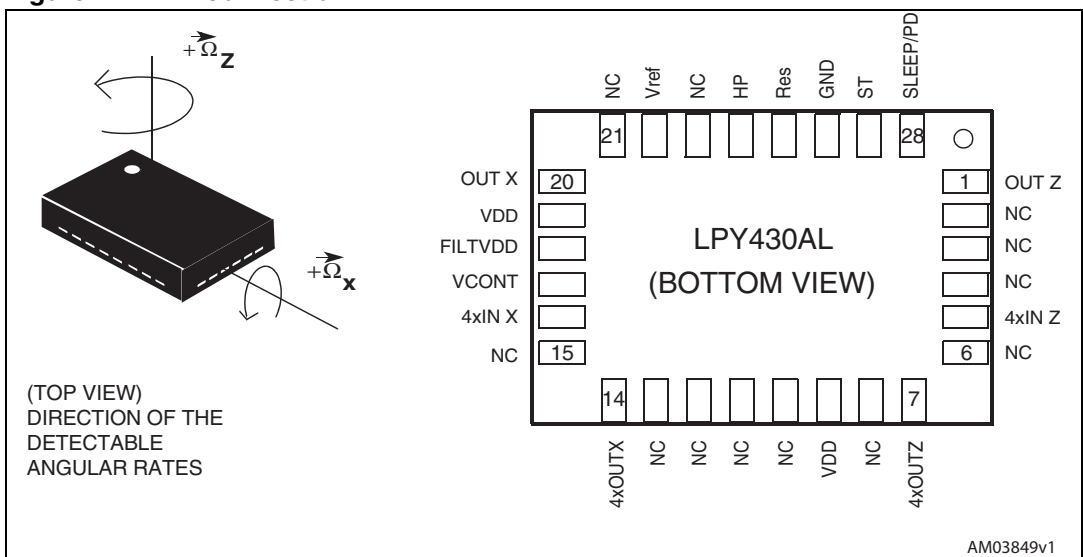 +Ω Z
+Ω x
(TOP VIEW)
DIRECTION OF THE
DETECTABLE
ANGULAR RATES
NC
Vref
NC
HP
Res
GND
ST
SLEEP/PD
21
28
OUT X
20
VDD
FILTVDD
VCONT
4xIN X
NC
15
LPY430AL
(BOTTOM VIEW)
1
OUT Z
NC
NC
NC
4xIN Z
6
NC
14
7
4xOUTX
NC
NC
NC
NC
VDD
NC
4xOUTZ
AM03849v1